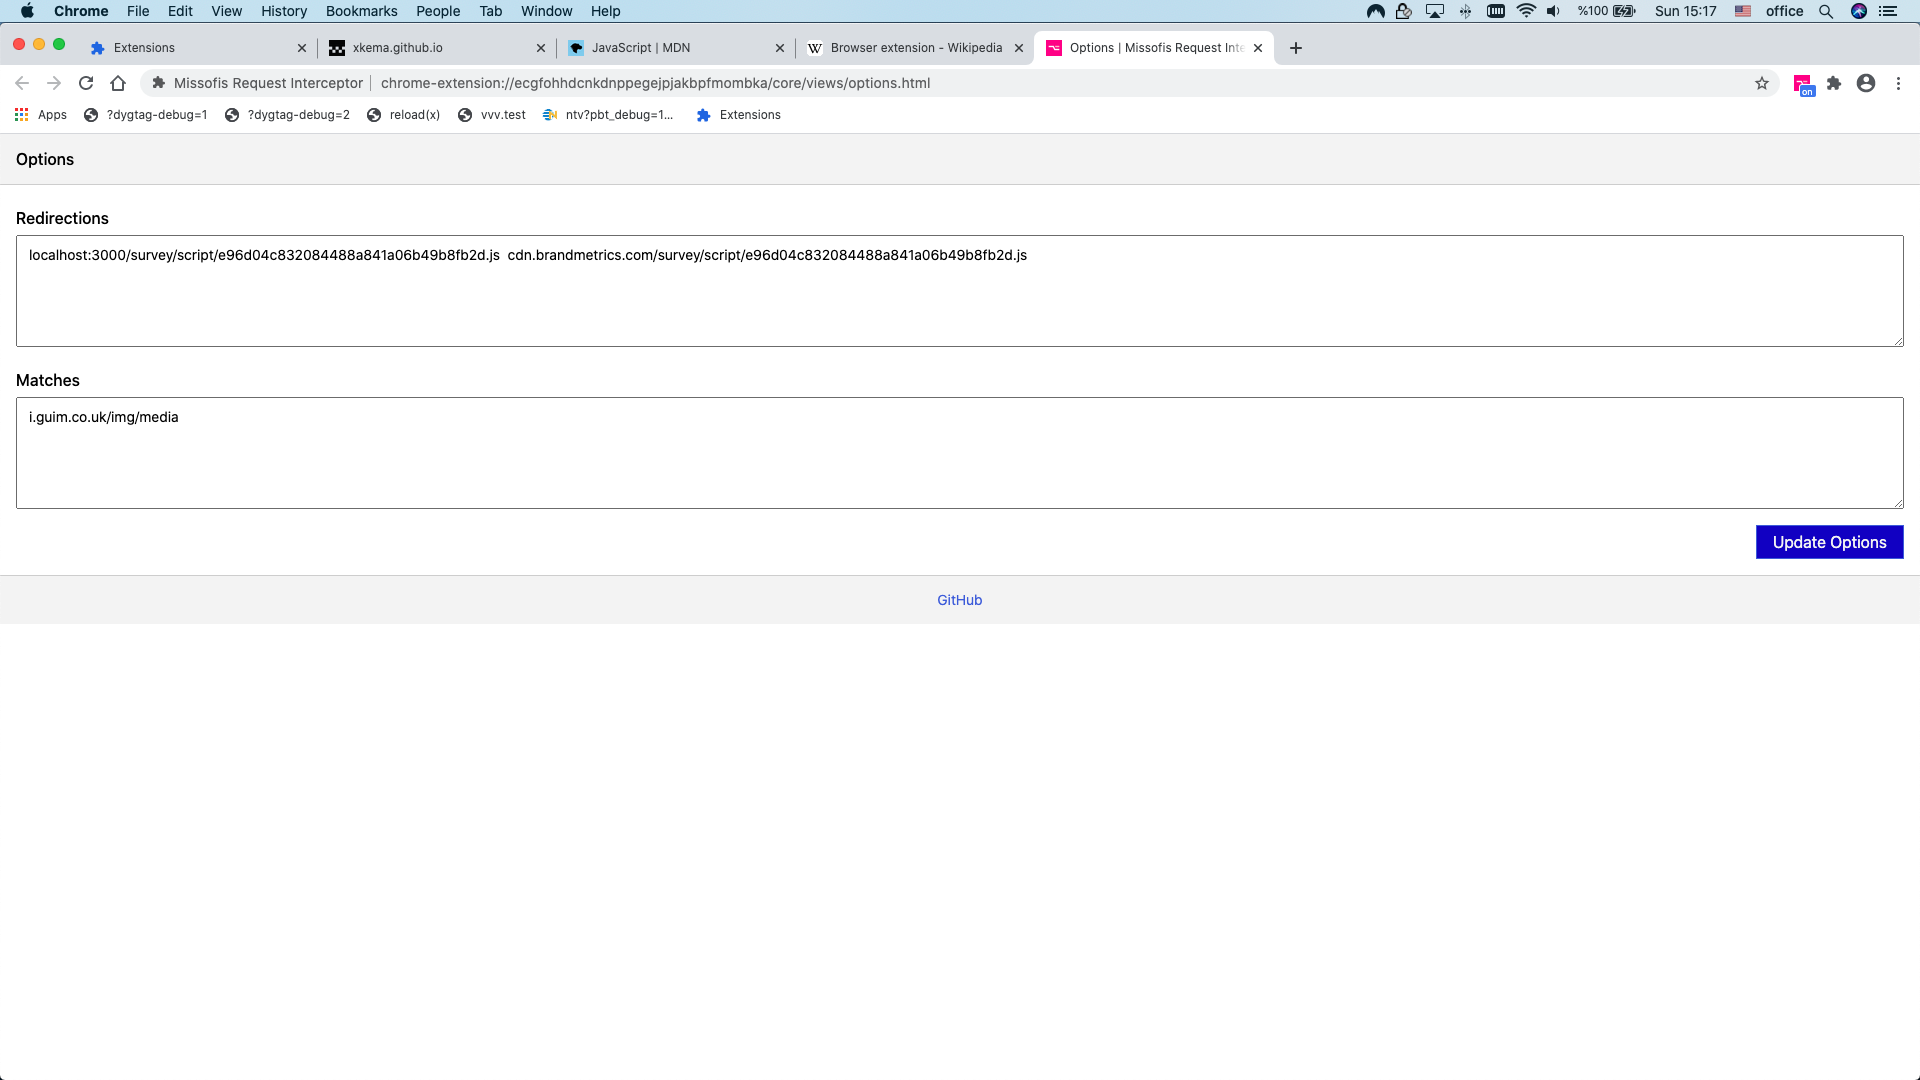 Chrome File Edit View History Bookmarks People Tab Window Help %100 Sun 15:17 office
Extensions xkema.github.io JavaScript | MDN W Browser extension - Wikipedia Options | Missofis Request Inte
Missofis Request Interceptor chrome-extension://ecgfohhdcnkdnppegejpjakbpfmombka/core/views/options.html on
Apps ?dygtag-debug=1 ?dygtag-debug=2 reload(x) vvv.test ntv?pbt_debug=1... Extensions
Options
Redirections
localhost:3000/survey/script/e96d04c832084488a841a06b49b8fb2d.js cdn.brandmetrics.com/survey/script/e96d04c832084488a841a06b49b8fb2d.js
Matches
i.guim.co.uk/img/media
Update Options
GitHub